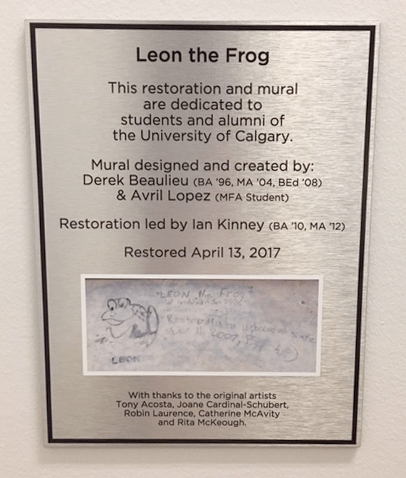 Leon the Frog
This restoration and mural
are dedicated to
students and alumni of
the University of Calgary.
Mural designed and created by:
Derek Beaulieu (BA '96, MA '04, BEd '08)
& Avril Lopez (MFA Student)
Restoration led by Ian Kinney (BA '10, MA '12)
Restored April 13, 2017
"LEON the Frog"
LEON
With thanks to the original artists
Tony Acosta, Joane Cardinal-Schubert,
Robin Laurence, Catherine McAvity
and Rita McKeough.